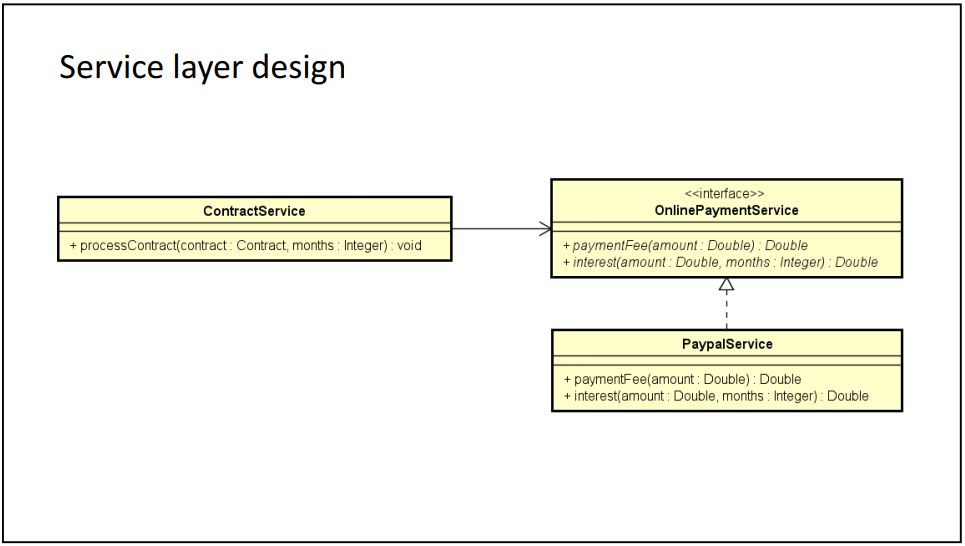 Service layer design
ContractService
+ processContract(contract : Contract, months : Integer) : void
<<interface>>
OnlinePaymentService
+ paymentFee(amount : Double) : Double
+ interest(amount : Double, months : Integer) : Double
PaypalService
+ paymentFee(amount : Double) : Double
+ interest(amount : Double, months : Integer) : Double